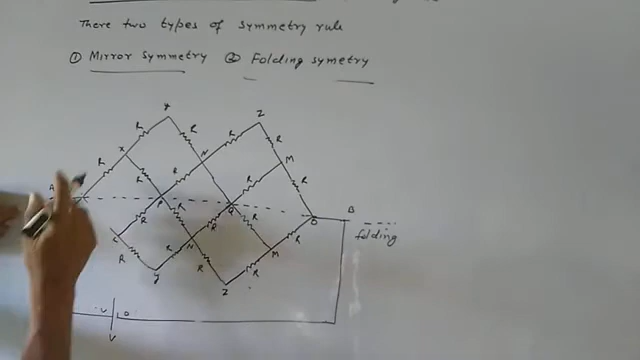 There two types of symmetry rule
① Mirror symmetry ② Folding symetry
Y
Z
R
R
R
R
X
N
M
R
R
R
R
R
A
P
Q
B
R
R
R
R
O
folding
X
N
R
M
R
R
R
R
y
Z
V
O
V